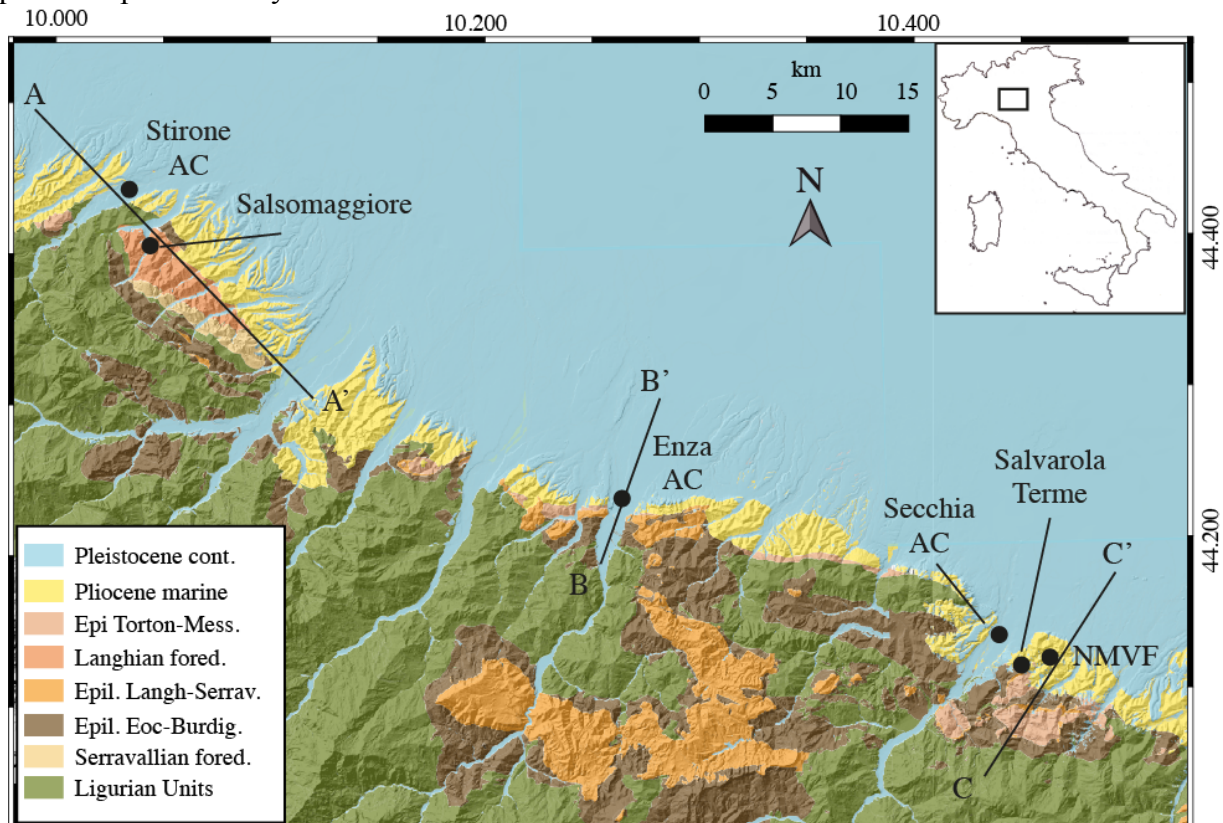 10.000
10.200
10.400
km
0 5 10 15
A
Stirone
AC
Salsomaggiore
N
44.400
A'
B'
Enza
AC
Salvarola
Terme
Secchia
AC
C'
44.200
B
NMVF
C
Pleistocene cont.
Pliocene marine
Epi Torton-Mess.
Langhian fored.
Epil. Langh-Serrav.
Epil. Eoc-Burdig.
Serravallian fored.
Ligurian Units